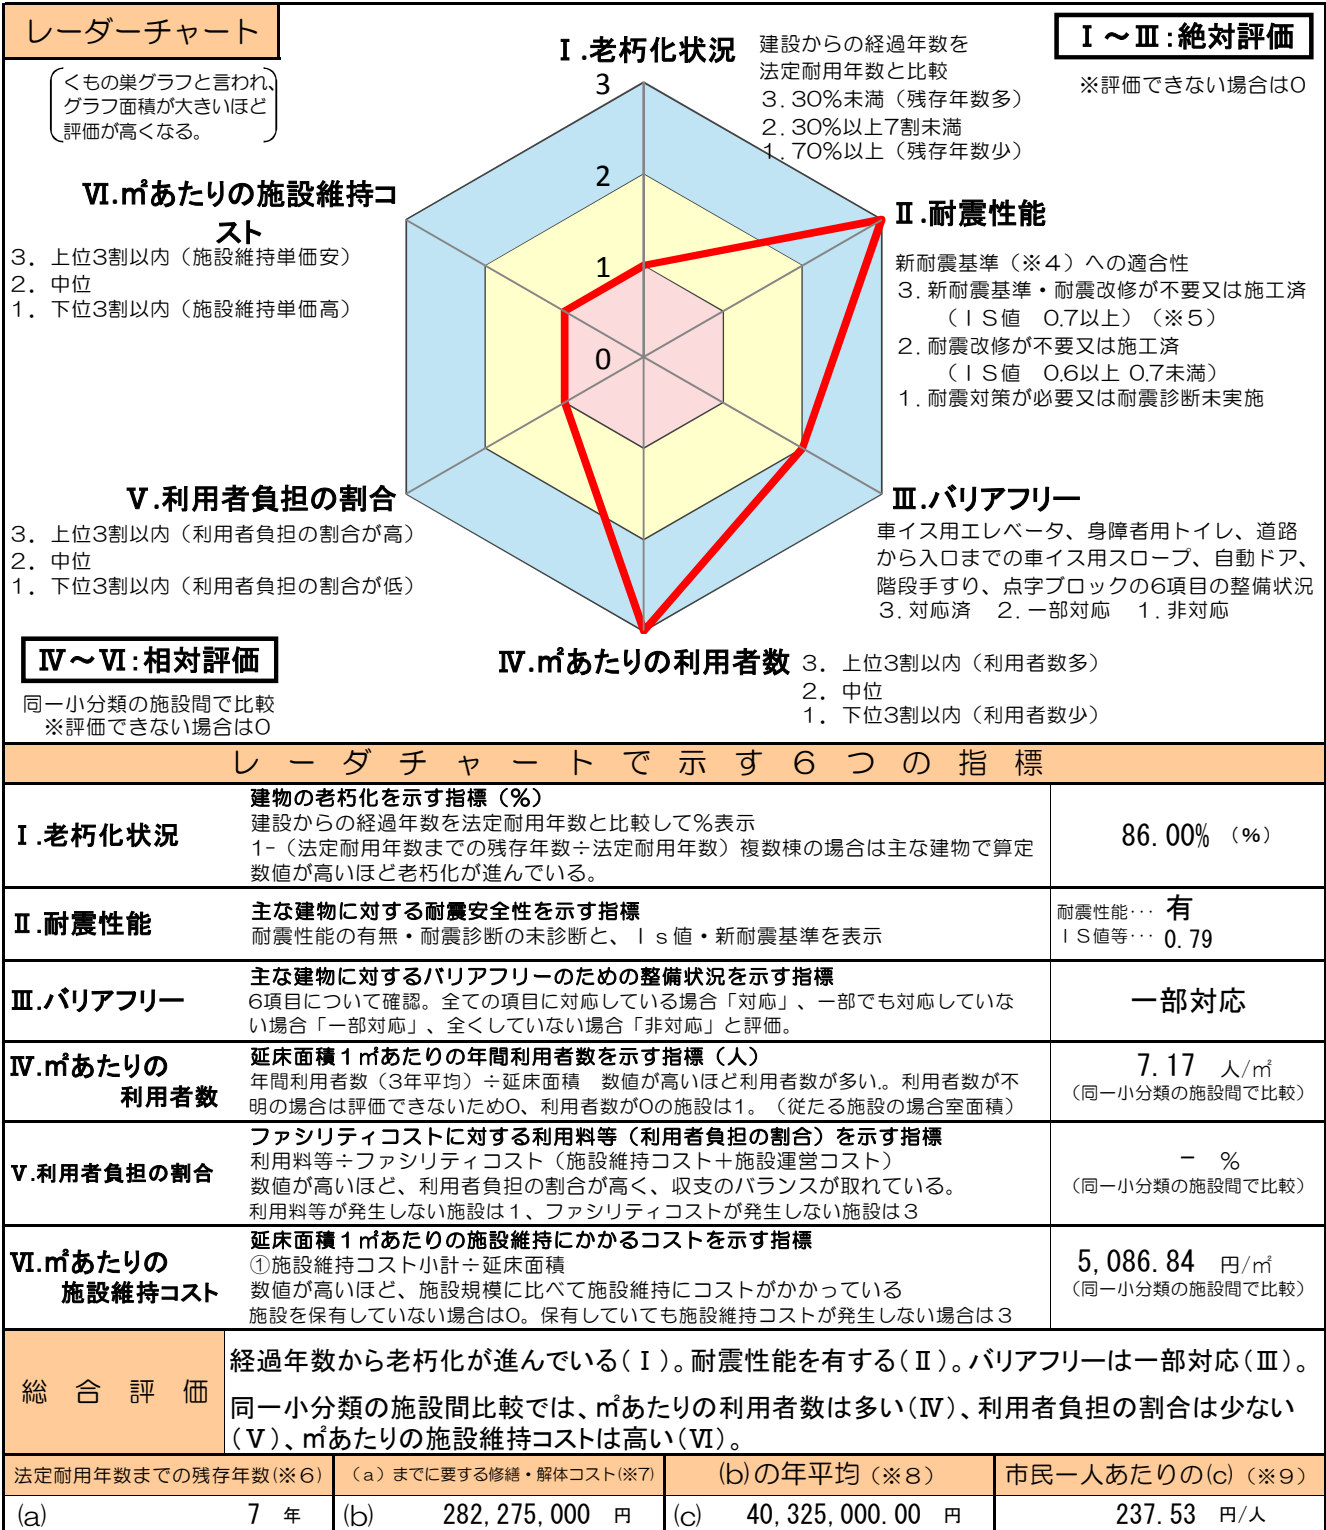 レーダーチャート
くもの巣グラフと言われ、
グラフ面積が大きいほど
評価が高くなる。
Ⅰ～Ⅲ：絶対評価
※評価できない場合は0
Ⅰ.老朽化状況
建設からの経過年数を
法定耐用年数と比較
３．30％未満（残存年数多）
２．30％以上7割未満
１．70％以上（残存年数少）
3
2
1
0
Ⅱ.耐震性能
新耐震基準（※４）への適合性
３．新耐震基準・耐震改修が不要又は施工済
（ＩＳ値　0.7以上）（※５）
２．耐震改修が不要又は施工済
（ＩＳ値　0.6以上 0.7未満）
１．耐震対策が必要又は耐震診断未実施
Ⅵ.㎡あたりの施設維持コ
スト
３．上位3割以内（施設維持単価安）
２．中位
１．下位3割以内（施設維持単価高）
Ⅲ.バリアフリー
車イス用エレベータ、身障者用トイレ、道路
から入口までの車イス用スロープ、自動ドア、
階段手すり、点字ブロックの6項目の整備状況
３．対応済　２．一部対応　１．非対応
Ⅴ.利用者負担の割合
３．上位3割以内（利用者負担の割合が高）
２．中位
１．下位3割以内（利用者負担の割合が低）
Ⅳ～Ⅵ：相対評価
同一小分類の施設間で比較
※評価できない場合は0
Ⅳ.㎡あたりの利用者数
３．上位3割以内（利用者数多）
２．中位
１．下位3割以内（利用者数少）
レーダチャートで示す６つの指標
Ⅰ.老朽化状況
建物の老朽化を示す指標（％）
建設からの経過年数を法定耐用年数と比較して％表示
1-（法定耐用年数までの残存年数÷法定耐用年数）複数棟の場合は主な建物で算定
数値が高いほど老朽化が進んでいる。
86.00% （%）
Ⅱ.耐震性能
主な建物に対する耐震安全性を示す指標
耐震性能の有無・耐震診断の未診断と、Ｉｓ値・新耐震基準を表示
耐震性能… 有
ＩＳ値等… 0.79
Ⅲ.バリアフリー
主な建物に対するバリアフリーのための整備状況を示す指標
6項目について確認。全ての項目に対応している場合「対応」、一部でも対応していな
い場合「一部対応」、全くしていない場合「非対応」と評価。
一部対応
Ⅳ.㎡あたりの
利用者数
延床面積１㎡あたりの年間利用者数を示す指標（人）
年間利用者数（3年平均）÷延床面積　数値が高いほど利用者数が多い.。利用者数が不
明の場合は評価できないため0、利用者数が0の施設は1。（従たる施設の場合室面積）
7.17 人/㎡
（同一小分類の施設間で比較）
Ⅴ.利用者負担の割合
ファシリティコストに対する利用料等（利用者負担の割合）を示す指標
利用料等÷ファシリティコスト（施設維持コスト＋施設運営コスト）
数値が高いほど、利用者負担の割合が高く、収支のバランスが取れている。
利用料等が発生しない施設は１、ファシリティコストが発生しない施設は３
－ %
（同一小分類の施設間で比較）
Ⅵ.㎡あたりの
施設維持コスト
延床面積１㎡あたりの施設維持にかかるコストを示す指標
①施設維持コスト小計÷延床面積
数値が高いほど、施設規模に比べて施設維持にコストがかかっている
施設を保有していない場合は0。保有していても施設維持コストが発生しない場合は３
5,086.84 円/㎡
（同一小分類の施設間で比較）
総合評価
経過年数から老朽化が進んでいる(Ⅰ)。耐震性能を有する(Ⅱ)。バリアフリーは一部対応(Ⅲ)。
同一小分類の施設間比較では、㎡あたりの利用者数は多い(Ⅳ)、利用者負担の割合は少ない
(Ⅴ)、㎡あたりの施設維持コストは高い(Ⅵ)。
法定耐用年数までの残存年数(※６)
（a）までに要する修繕・解体コスト(※7)
(b)の年平均（※８）
市民一人あたりの(c)（※９）
(a) 7 年
(b) 282,275,000 円
(c) 40,325,000.00 円
237.53 円/人